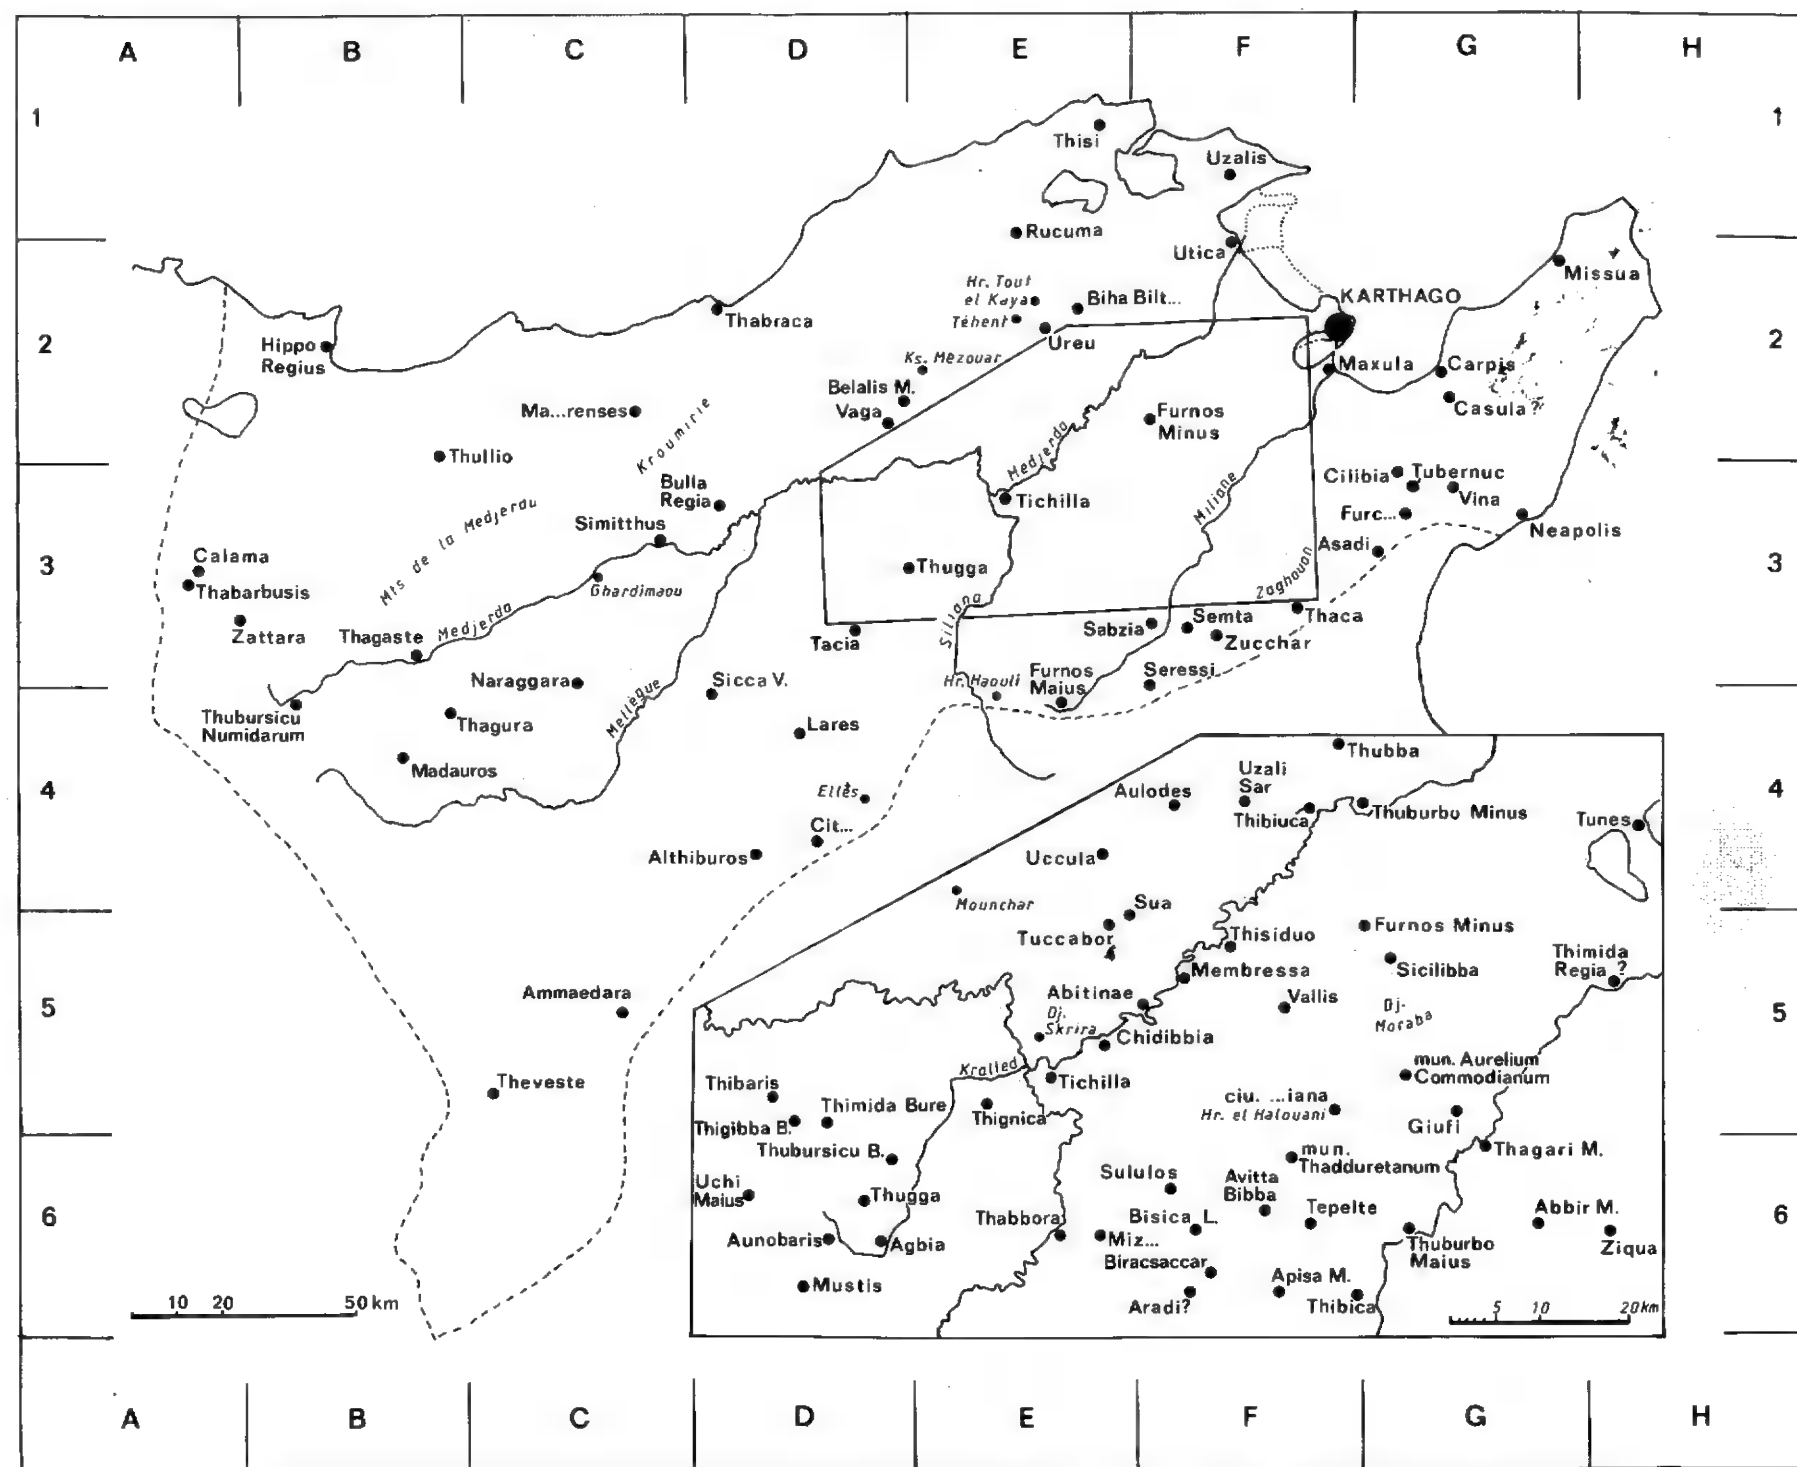 A B C D E F G H
1 1
Thisi
Uzalis
Rucuma
Utica
Missua
Hr. Tout
el Kaya
Biha Bilt...
KARTHAGO
Thabraca
Téhent
Ureu
2 2
Hippo
Regius
Ks. Mezouar
Maxula
Carpis
Belalis M.
Casula?
Ma...renses
Vaga
Furnos
Minus
Kroumirie
Medjerda
Thullio
Bulla
Regia
Cilibia
Tubernuc
Vina
Tichilla
Miliane
Mts de la Medjerda
Simitthus
Furc...
Neapolis
Asadi
Calama
3 3
Thabarbusis
Ghardimaou
Thugga
Zaghouan
Zattara
Thagaste
Medjerda
Siliana
Tacia
Sabzia
Semta
Thaca
Zucchar
Naraggara
Sicca V.
Hr. Haouli
Furnos
Maius
Seressi
Mellègue
Thubursicu
Numidarum
Thagura
Lares
Madauros
Thubba
Uzali
Sar
4 4
Ellès
Aulodes
Thibiuca
Thuburbo Minus
Tunes
Cit...
Althiburos
Uccula
Mounchar
Sua
Tuccabor
Thisiduo
Furnos Minus
Thimida
Regia ?
Membressa
Sicilibba
Ammaedara
Abitinae
Vallis
5 5
Dj.
Skrira
Dj.
Moraba
Chidibbia
Kralled
mun. Aurelium
Commodianum
Theveste
Thibaris
Tichilla
Thimida Bure
Thignica
ciu. ...iana
Hr. el Halouani
Giufi
Thigibba B.
Thubursicu B.
mun.
Thadduretanum
Thagari M.
Uchi
Maius
Thugga
Sululos
Avitta
Bibba
Tepelte
Abbir M.
6 6
Thabbora
Bisica L.
Aunobaris
Agbia
Miz...
Thuburbo
Maius
Ziqua
Biracsaccar
Mustis
Aradi?
Apisa M.
Thibica
10 20 50 km
5 10 20 km
A B C D E F G H